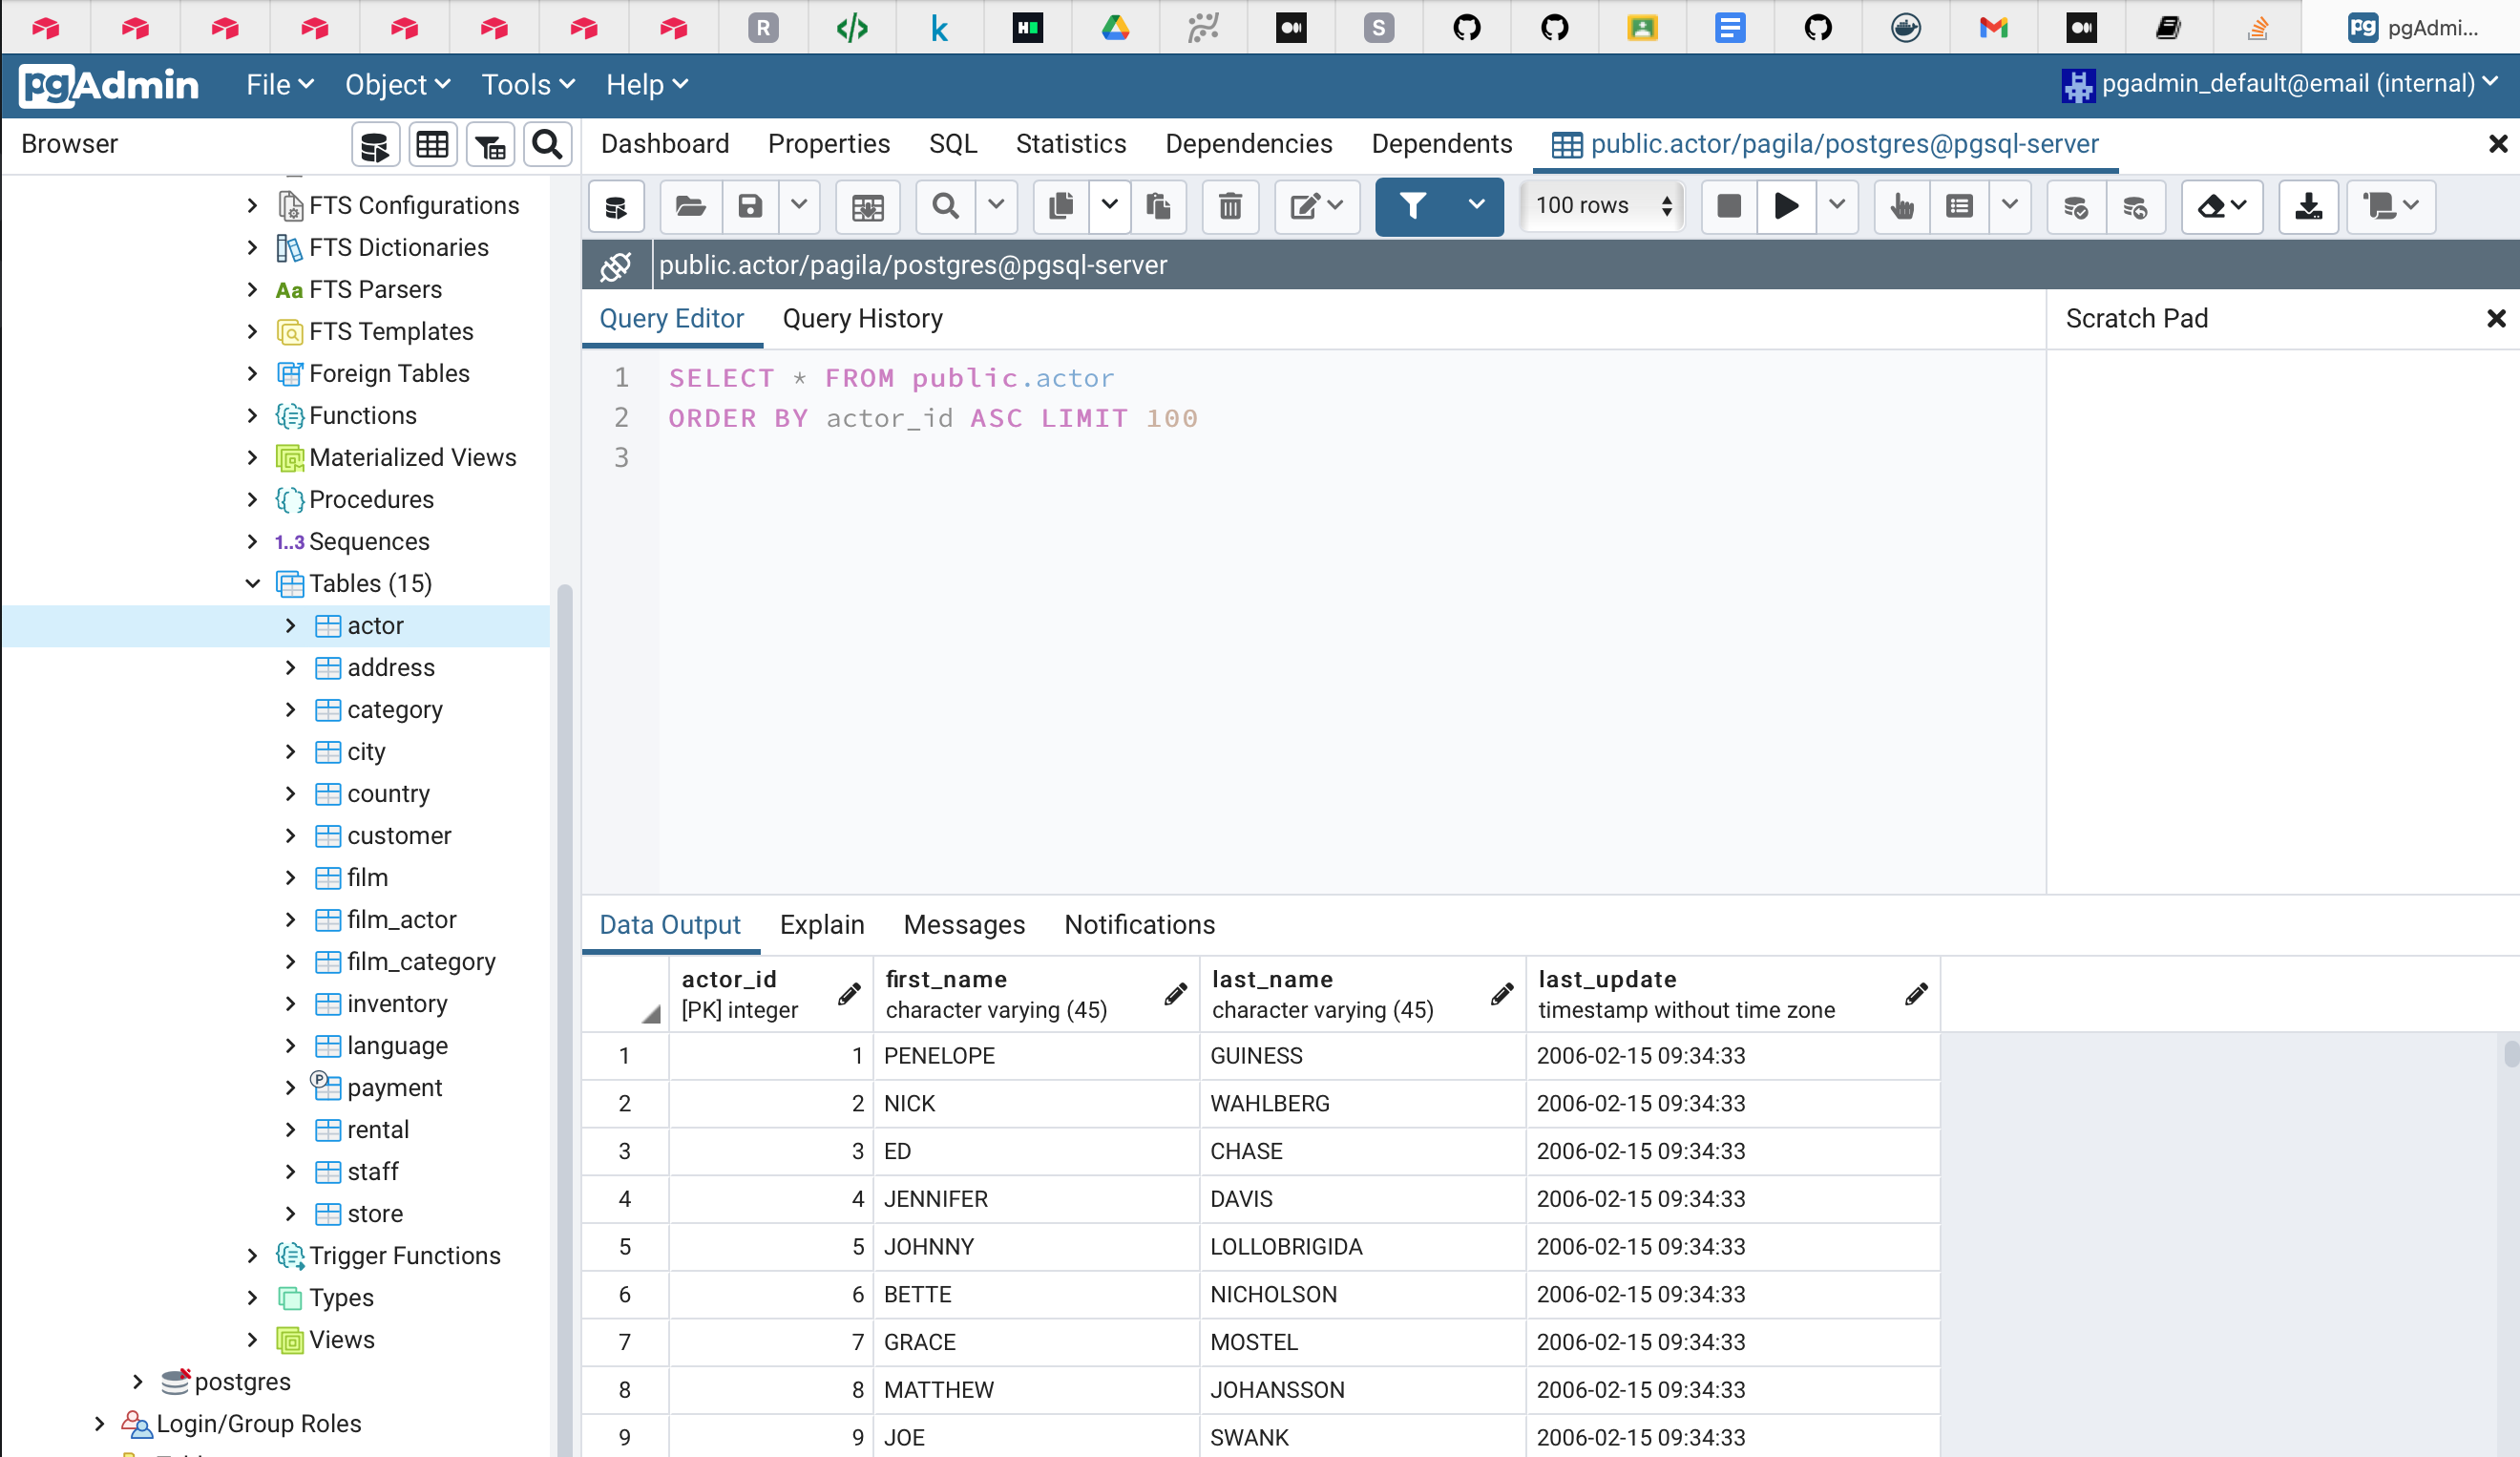 R
k
H
S
pg pgAdmi...
pgAdmin File Object Tools Help pgadmin_default@email (internal)
Browser
Dashboard Properties SQL Statistics Dependencies Dependents public.actor/pagila/postgres@pgsql-server
100 rows
public.actor/pagila/postgres@pgsql-server
Query Editor Query History
Scratch Pad
1 SELECT * FROM public.actor
2 ORDER BY actor_id ASC LIMIT 100
3
FTS Configurations
FTS Dictionaries
Aa FTS Parsers
FTS Templates
Foreign Tables
Functions
Materialized Views
Procedures
1..3 Sequences
Tables (15)
actor
address
category
city
country
customer
film
film_actor
film_category
inventory
language
P payment
rental
staff
store
Trigger Functions
Types
Views
postgres
Login/Group Roles
Data Output Explain Messages Notifications
actor_id first_name last_name last_update
[PK] integer character varying (45) character varying (45) timestamp without time zone
1 1 PENELOPE GUINESS 2006-02-15 09:34:33
2 2 NICK WAHLBERG 2006-02-15 09:34:33
3 3 ED CHASE 2006-02-15 09:34:33
4 4 JENNIFER DAVIS 2006-02-15 09:34:33
5 5 JOHNNY LOLLOBRIGIDA 2006-02-15 09:34:33
6 6 BETTE NICHOLSON 2006-02-15 09:34:33
7 7 GRACE MOSTEL 2006-02-15 09:34:33
8 8 MATTHEW JOHANSSON 2006-02-15 09:34:33
9 9 JOE SWANK 2006-02-15 09:34:33